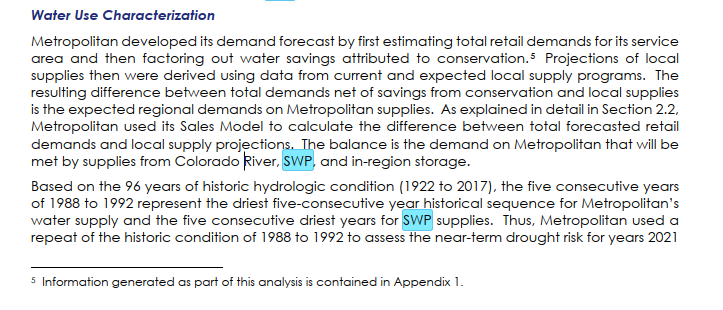 Water Use Characterization
Metropolitan developed its demand forecast by first estimating total retail demands for its service
area and then factoring out water savings attributed to conservation.⁵ Projections of local
supplies then were derived using data from current and expected local supply programs. The
resulting difference between total demands net of savings from conservation and local supplies
is the expected regional demands on Metropolitan supplies. As explained in detail in Section 2.2,
Metropolitan used its Sales Model to calculate the difference between total forecasted retail
demands and local supply projections. The balance is the demand on Metropolitan that will be
met by supplies from Colorado River, SWP, and in-region storage.
Based on the 96 years of historic hydrologic condition (1922 to 2017), the five consecutive years
of 1988 to 1992 represent the driest five-consecutive year historical sequence for Metropolitan's
water supply and the five consecutive driest years for SWP supplies. Thus, Metropolitan used a
repeat of the historic condition of 1988 to 1992 to assess the near-term drought risk for years 2021
⁵ Information generated as part of this analysis is contained in Appendix 1.